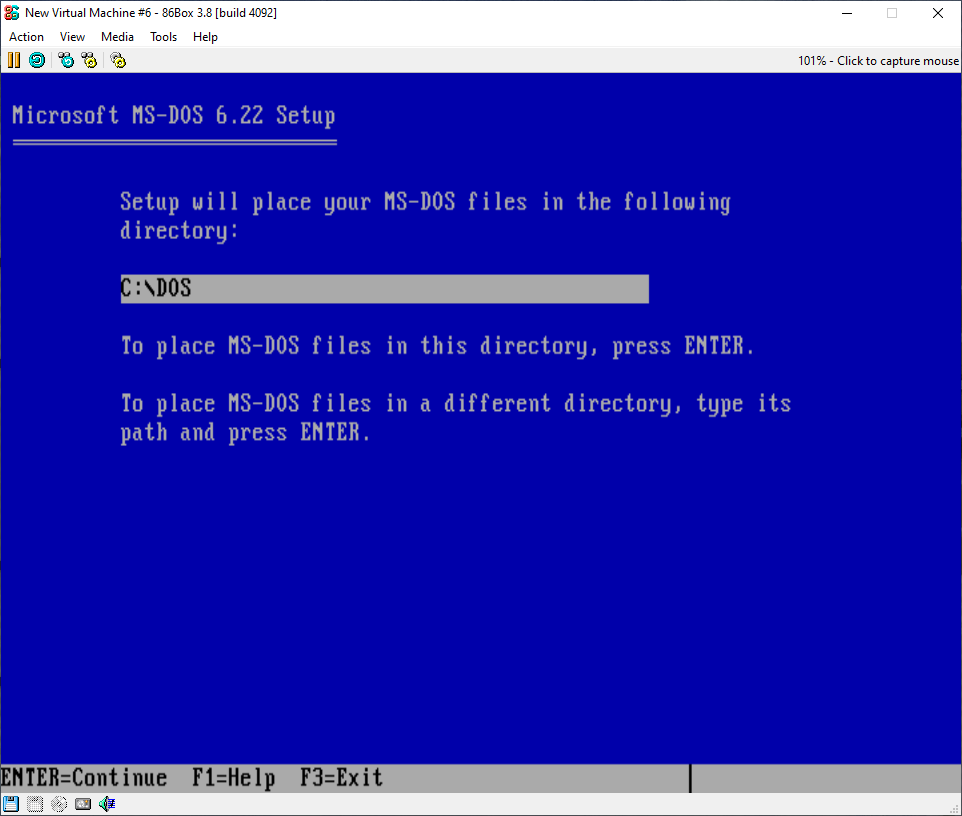 New Virtual Machine #6 - 86Box 3.8 [build 4092]
Action View Media Tools Help
101% - Click to capture mouse
Microsoft MS-DOS 6.22 Setup
Setup will place your MS-DOS files in the following
directory:
C:\DOS
To place MS-DOS files in this directory, press ENTER.
To place MS-DOS files in a different directory, type its
path and press ENTER.
ENTER=Continue F1=Help F3=Exit